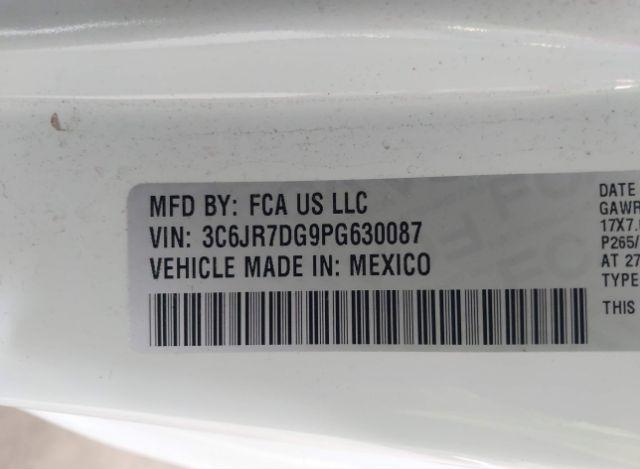 MFD BY: FCA US LLC
VIN: 3C6JR7DG9PG630087
VEHICLE MADE IN: MEXICO
DATE
GAWR
17X7.
P265/
AT 27
TYPE
THIS